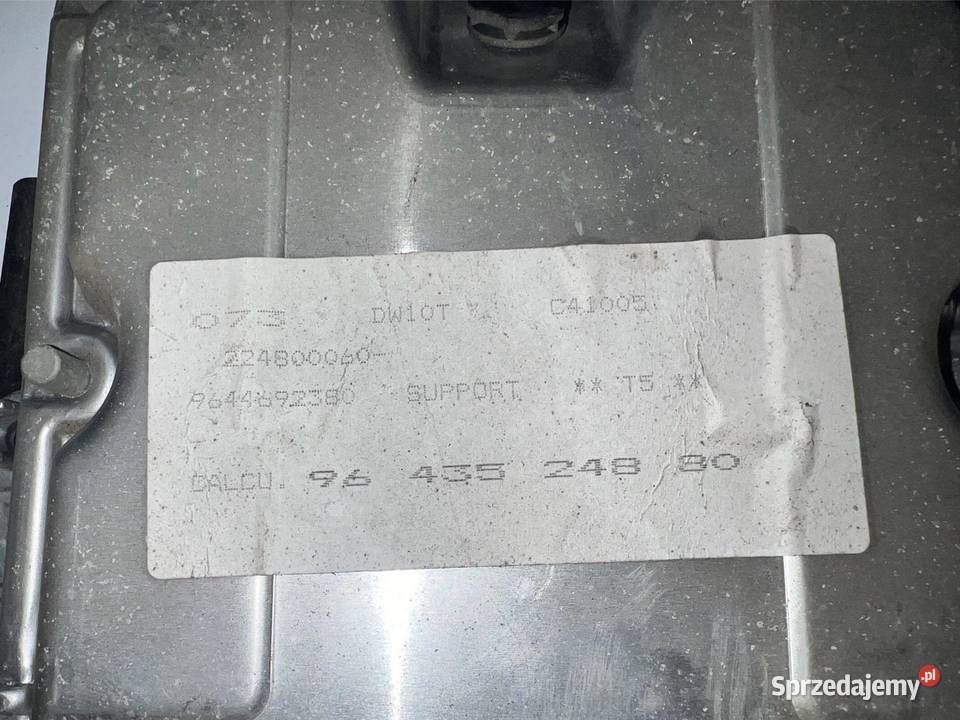 073 DW10T C41005
224800060-
9644692380 SUPPORT ** T5 **
CALCU. 96 435 248 80
Sprzedajemy.pl